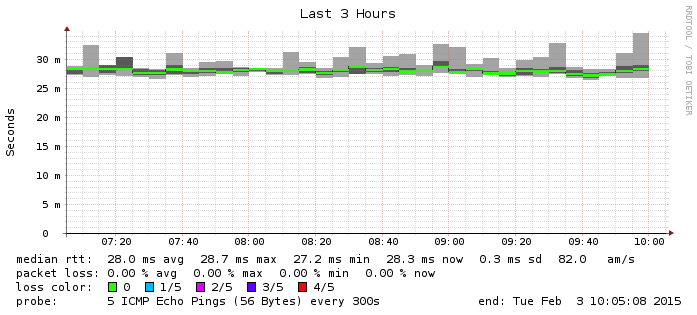 Last 3 Hours
RRDTOOL / TOBI OETIKER
Seconds
30 m
25 m
20 m
15 m
10 m
5 m
0
07:20 07:40 08:00 08:20 08:40 09:00 09:20 09:40 10:00
median rtt: 28.0 ms avg 28.7 ms max 27.2 ms min 28.3 ms now 0.3 ms sd 82.0 am/s
packet loss: 0.00 % avg 0.00 % max 0.00 % min 0.00 % now
loss color: 0 1/5 2/5 3/5 4/5
probe: 5 ICMP Echo Pings (56 Bytes) every 300s end: Tue Feb 3 10:05:08 2015